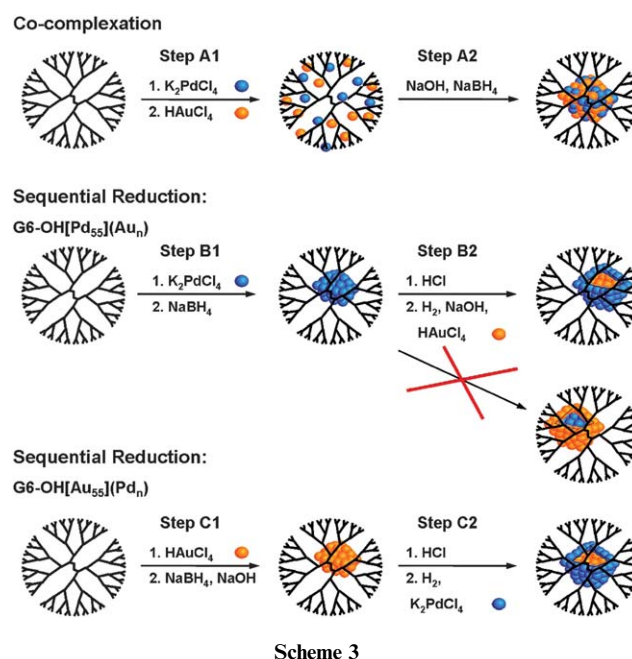 Co-complexation
Step A1
Step A2
1. K₂PdCl₄
2. HAuCl₄
NaOH, NaBH₄
Sequential Reduction:
G6-OH[Pd₅₅](Auₙ)
Step B1
Step B2
1. K₂PdCl₄
2. NaBH₄
1. HCl
2. H₂, NaOH,
HAuCl₄
Sequential Reduction:
G6-OH[Au₅₅](Pdₙ)
Step C1
Step C2
1. HAuCl₄
2. NaBH₄, NaOH
1. HCl
2. H₂,
K₂PdCl₄
Scheme 3